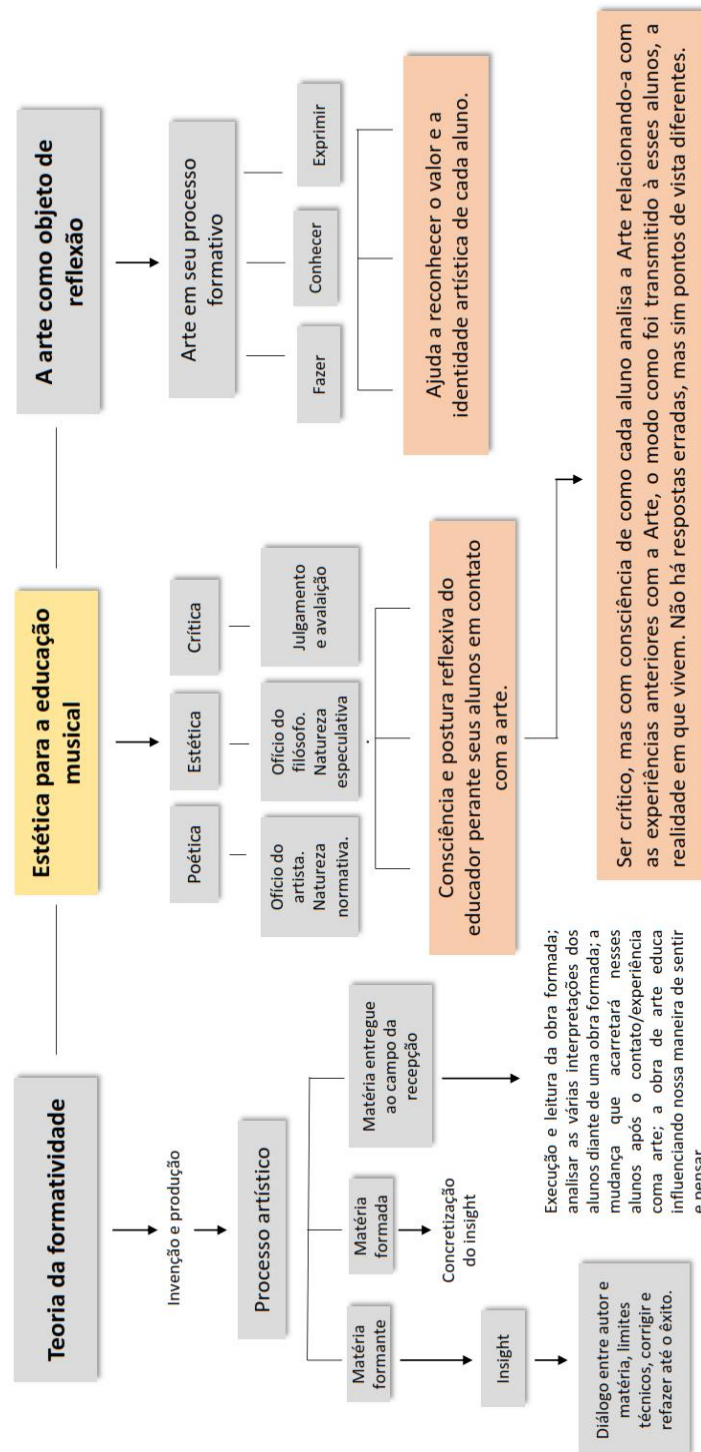 Estética para a educação
musical
Teoria da formatividade
Invenção e produção
Processo artístico
Matéria
formante
Insight
Diálogo entre autor e
matéria, limites
técnicos, corrigir e
refazer até o êxito.
Matéria
formada
Concretização
do insight
Matéria entregue
ao campo da
recepção
Execução e leitura da obra formada;
analisar as várias interpretações dos
alunos diante de uma obra formada; a
mudança que acarretará nesses
alunos após o contato/experiência
coma arte; a obra de arte educa
influenciando nossa maneira de sentir
e pensar
Poética
Ofício do
artista.
Natureza
normativa.
Estética
Ofício do
filósofo.
Natureza
especulativa
Crítica
Julgamento
e avalaição
Consciência e postura reflexiva do
educador perante seus alunos em contato
com a arte.
Ser crítico, mas com consciência de como cada aluno analisa a Arte relacionando-a com
as experiências anteriores com a Arte, o modo como foi transmitido à esses alunos, a
realidade em que vivem. Não há respostas erradas, mas sim pontos de vista diferentes.
A arte como objeto de
reflexão
Arte em seu processo
formativo
Fazer
Conhecer
Exprimir
Ajuda a reconhecer o valor e a
identidade artística de cada aluno.